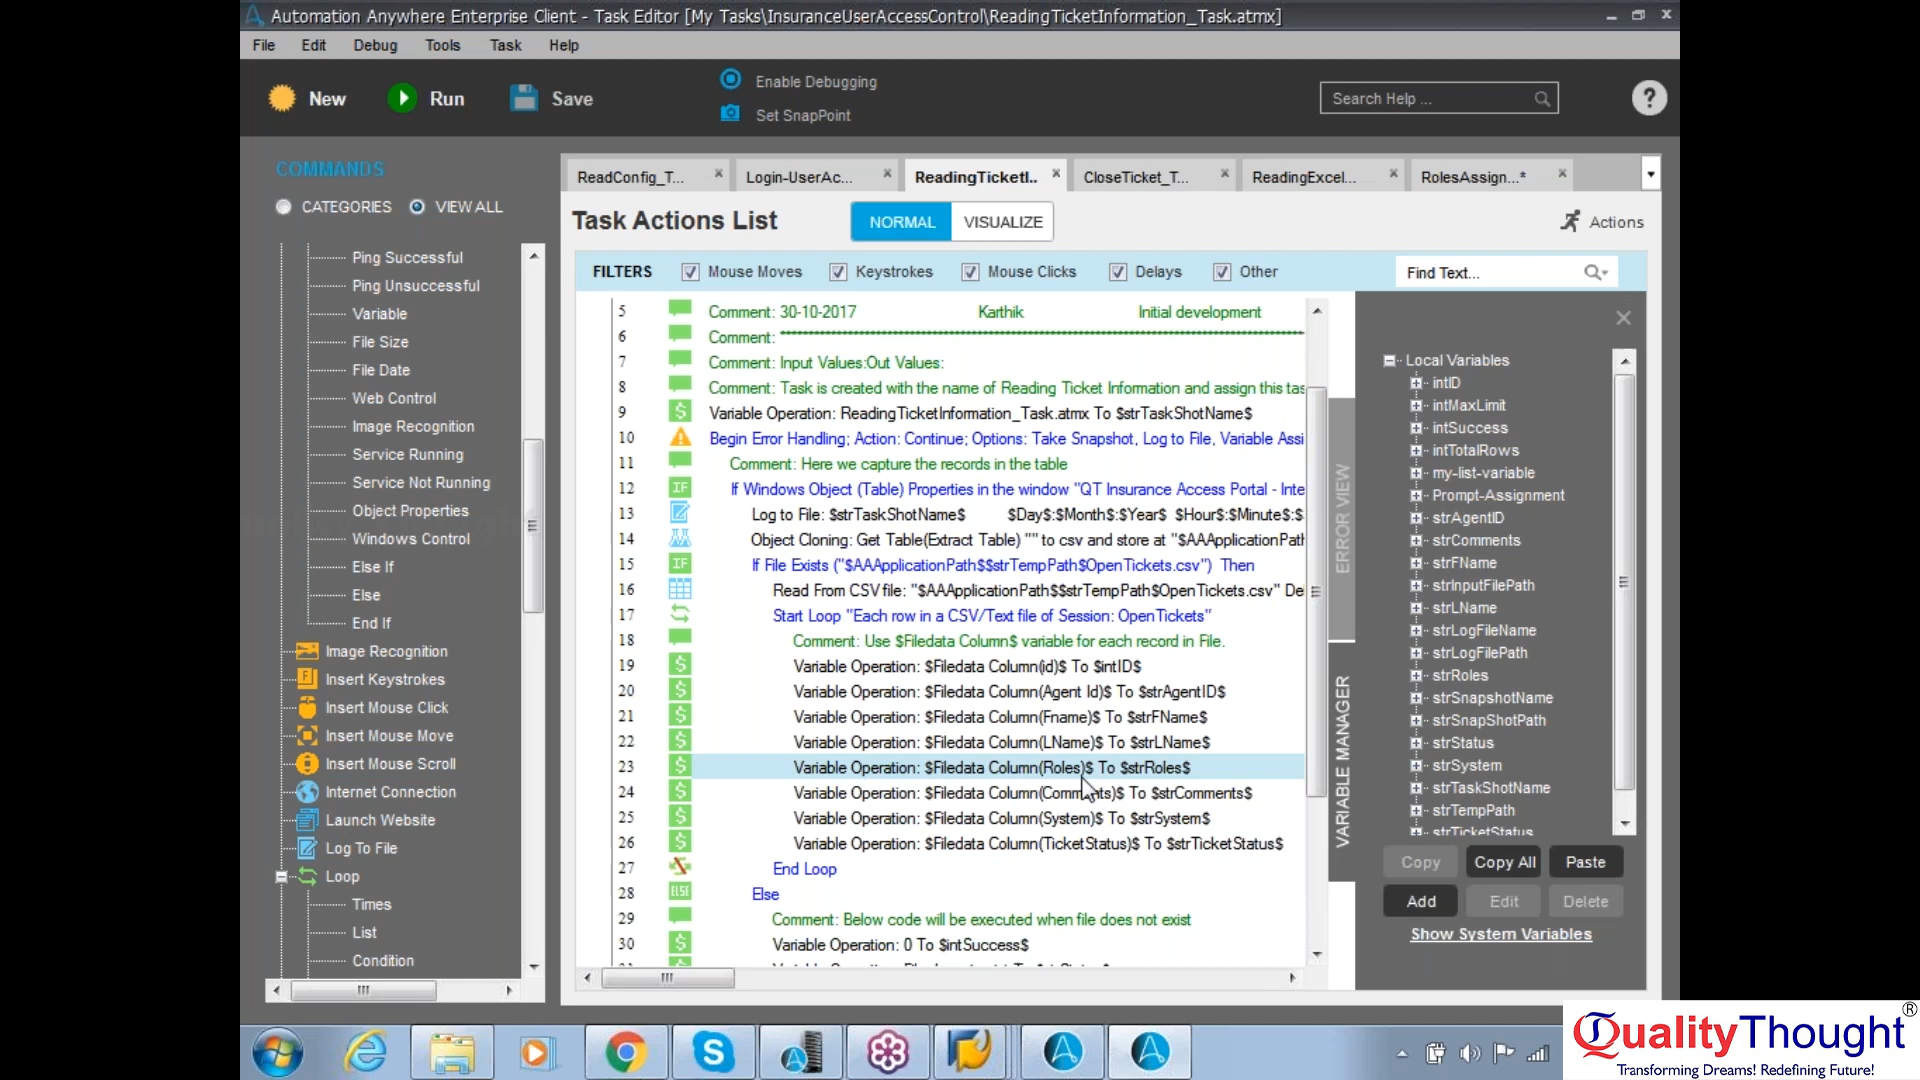 Automation Anywhere Enterprise Client - Task Editor [My Tasks\InsuranceUserAccessControl\ReadingTicketInformation_Task.atmx]
File Edit Debug Tools Task Help
New Run Save
Enable Debugging
Set SnapPoint
Search Help ...
?
COMMANDS
CATEGORIES VIEW ALL
Ping Successful
Ping Unsuccessful
Variable
File Size
File Date
Web Control
Image Recognition
Service Running
Service Not Running
Object Properties
Windows Control
Else If
Else
End If
Image Recognition
Insert Keystrokes
Insert Mouse Click
Insert Mouse Move
Insert Mouse Scroll
Internet Connection
Launch Website
Log To File
Loop
Times
List
Condition
ReadConfig_T... Login-UserAc... ReadingTicketI.. CloseTicket_T... ReadingExcel... RolesAssign...*
Task Actions List NORMAL VISUALIZE Actions
FILTERS Mouse Moves Keystrokes Mouse Clicks Delays Other Find Text...
5 Comment: 30-10-2017 Karthik Initial development
6 Comment:
7 Comment: Input Values:Out Values:
8 Comment: Task is created with the name of Reading Ticket Information and assign this tas
9 Variable Operation: ReadingTicketInformation_Task.atmx To $strTaskShotName$
10 Begin Error Handling; Action: Continue; Options: Take Snapshot, Log to File, Variable Assi
11 Comment: Here we capture the records in the table
12 If Windows Object (Table) Properties in the window "QT Insurance Access Portal - Inte
13 Log to File: $strTaskShotName$ $Day$:$Month$:$Year$ $Hour$:$Minute$:$
14 Object Cloning: Get Table(Extract Table) "" to csv and store at "$AAApplicationPath
15 If File Exists ("$AAApplicationPath$$strTempPath$OpenTickets.csv") Then
16 Read From CSV file: "$AAApplicationPath$$strTempPath$OpenTickets.csv" De
17 Start Loop "Each row in a CSV/Text file of Session: OpenTickets"
18 Comment: Use $Filedata Column$ variable for each record in File.
19 Variable Operation: $Filedata Column(id)$ To $intID$
20 Variable Operation: $Filedata Column(Agent Id)$ To $strAgentID$
21 Variable Operation: $Filedata Column(Fname)$ To $strFName$
22 Variable Operation: $Filedata Column(LName)$ To $strLName$
23 Variable Operation: $Filedata Column(Roles)$ To $strRoles$
24 Variable Operation: $Filedata Column(Comments)$ To $strComments$
25 Variable Operation: $Filedata Column(System)$ To $strSystem$
26 Variable Operation: $Filedata Column(TicketStatus)$ To $strTicketStatus$
27 End Loop
28 Else
29 Comment: Below code will be executed when file does not exist
30 Variable Operation: 0 To $intSuccess$
ERROR VIEW
VARIABLE MANAGER
Local Variables
intID
intMaxLimit
intSuccess
intTotalRows
my-list-variable
Prompt-Assignment
strAgentID
strComments
strFName
strInputFilePath
strLName
strLogFileName
strLogFilePath
strRoles
strSnapshotName
strSnapShotPath
strStatus
strSystem
strTaskShotName
strTempPath
strTicketStatus
Copy Copy All Paste
Add Edit Delete
Show System Variables
QualityThought®
Transforming Dreams! Redefining Future!